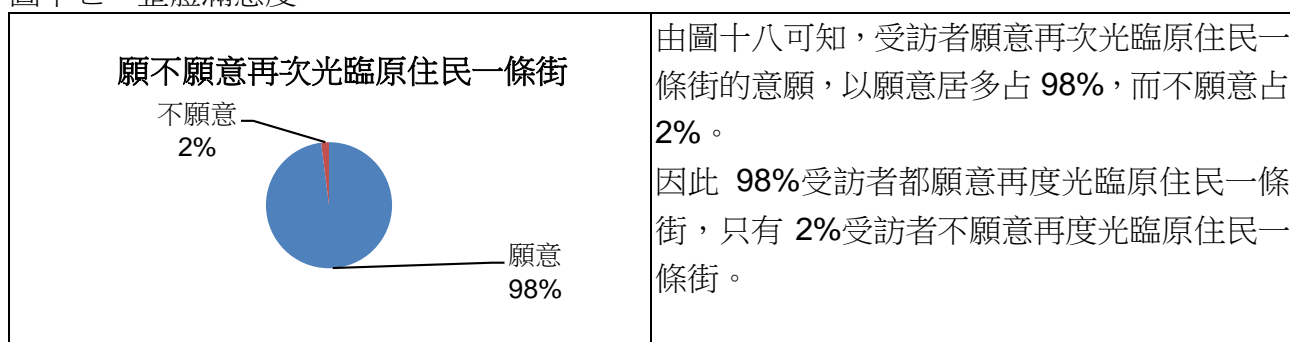 願不願意再次光臨原住民一條街
不願意
2%
願意
98%
由圖十八可知，受訪者願意再次光臨原住民一
條街的意願，以願意居多占 98%，而不願意占
2%。
因此 98%受訪者都願意再度光臨原住民一條
街，只有 2%受訪者不願意再度光臨原住民一
條街。